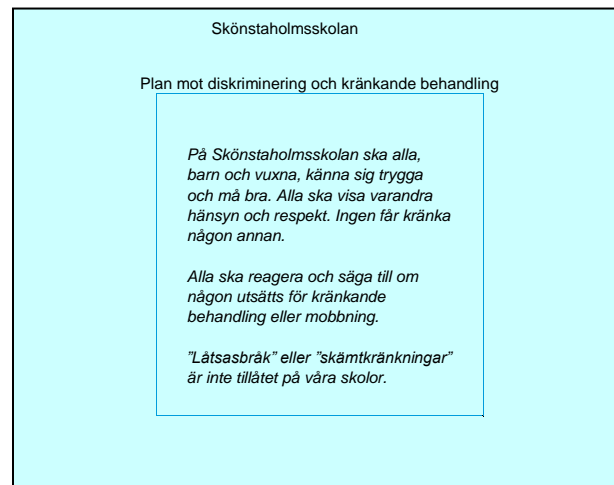 Skönstaholmsskolan
Plan mot diskriminering och kränkande behandling
På Skönstaholmsskolan ska alla,
barn och vuxna, känna sig trygga
och må bra. Alla ska visa varandra
hänsyn och respekt. Ingen får kränka
någon annan.
Alla ska reagera och säga till om
någon utsätts för kränkande
behandling eller mobbning.
”Låtsasbråk” eller ”skämtkränkningar”
är inte tillåtet på våra skolor.